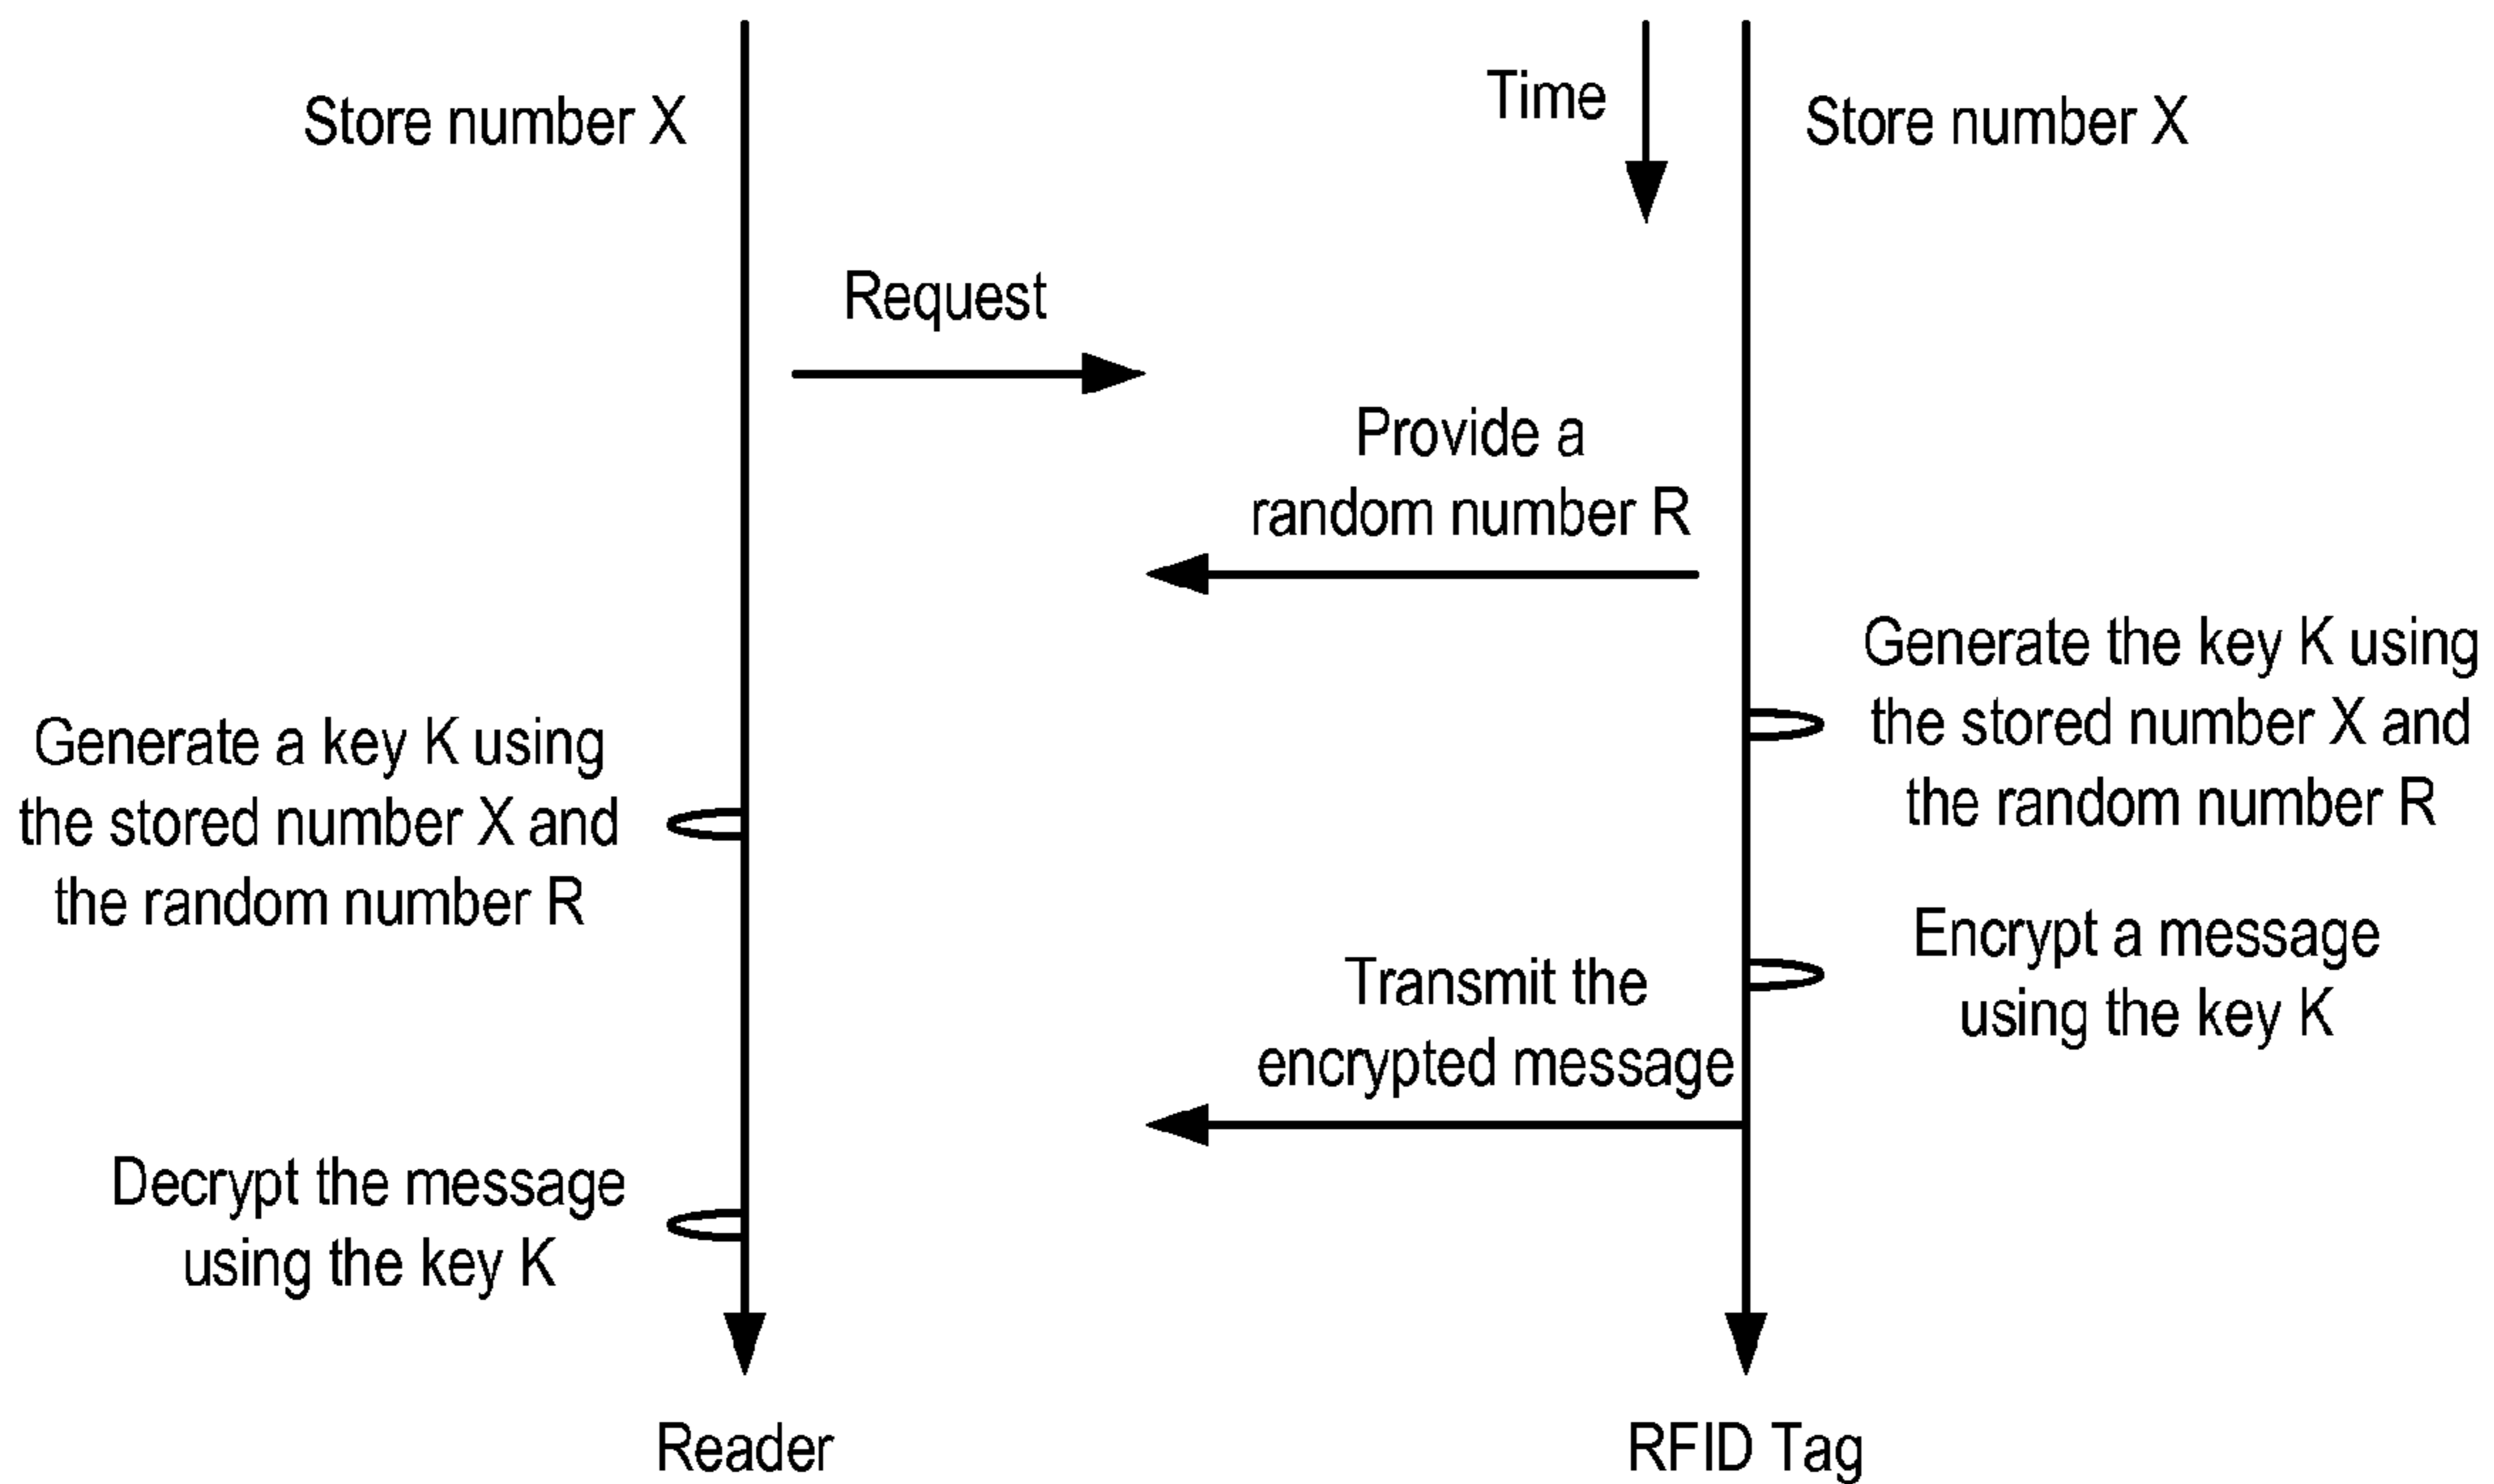 Store number X
Time
Store number X
Request
Provide a
random number R
Generate the key K using
the stored number X and
the random number R
Generate a key K using
the stored number X and
the random number R
Encrypt a message
using the key K
Transmit the
encrypted message
Decrypt the message
using the key K
Reader
RFID Tag